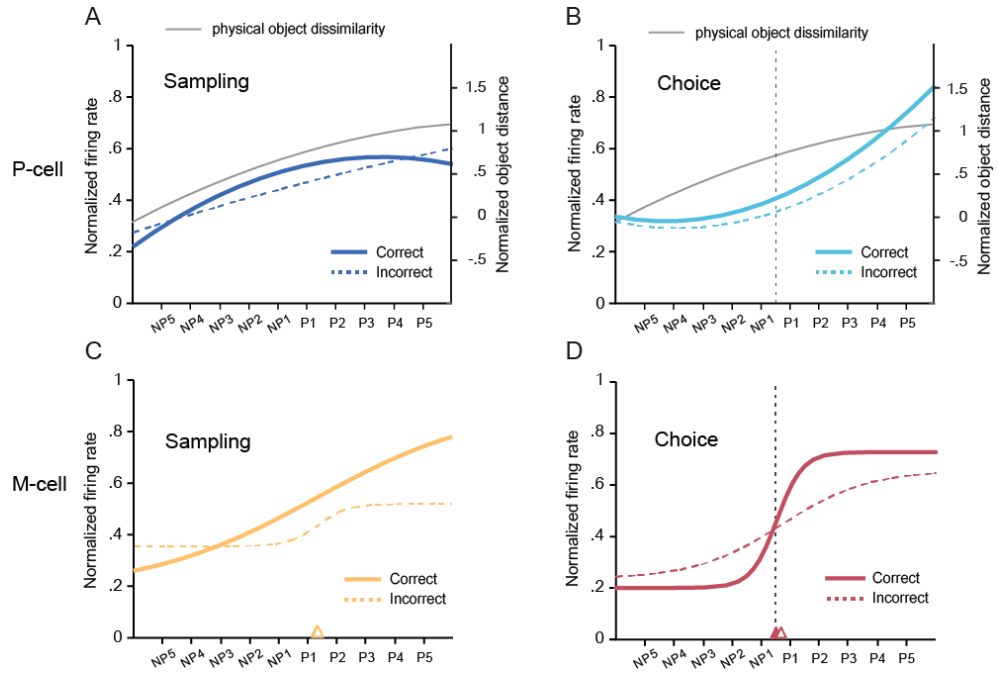 A
physical object dissimilarity
P-cell
Sampling
Normalized firing rate
1
.8
.6
.4
.2
0
1.5
1
.5
0
-.5
Normalized object distance
Correct
Incorrect
NP5 NP4 NP3 NP2 NP1 P1 P2 P3 P4 P5
B
physical object dissimilarity
Choice
Normalized firing rate
1
.8
.6
.4
.2
0
1.5
1
.5
0
-.5
Normalized object distance
Correct
Incorrect
NP5 NP4 NP3 NP2 NP1 P1 P2 P3 P4 P5
C
M-cell
Sampling
Normalized firing rate
1
.8
.6
.4
.2
0
Correct
Incorrect
NP5 NP4 NP3 NP2 NP1 P1 P2 P3 P4 P5
D
Choice
Normalized firing rate
1
.8
.6
.4
.2
0
Correct
Incorrect
NP5 NP4 NP3 NP2 NP1 P1 P2 P3 P4 P5